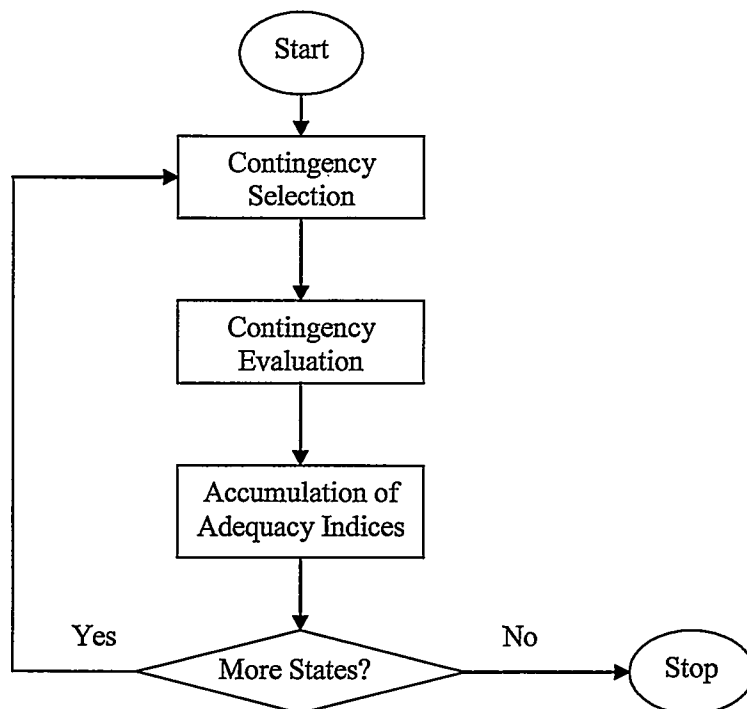 Start
Contingency
Selection
Contingency
Evaluation
Accumulation of
Adequacy Indices
Yes
No
More States?
Stop